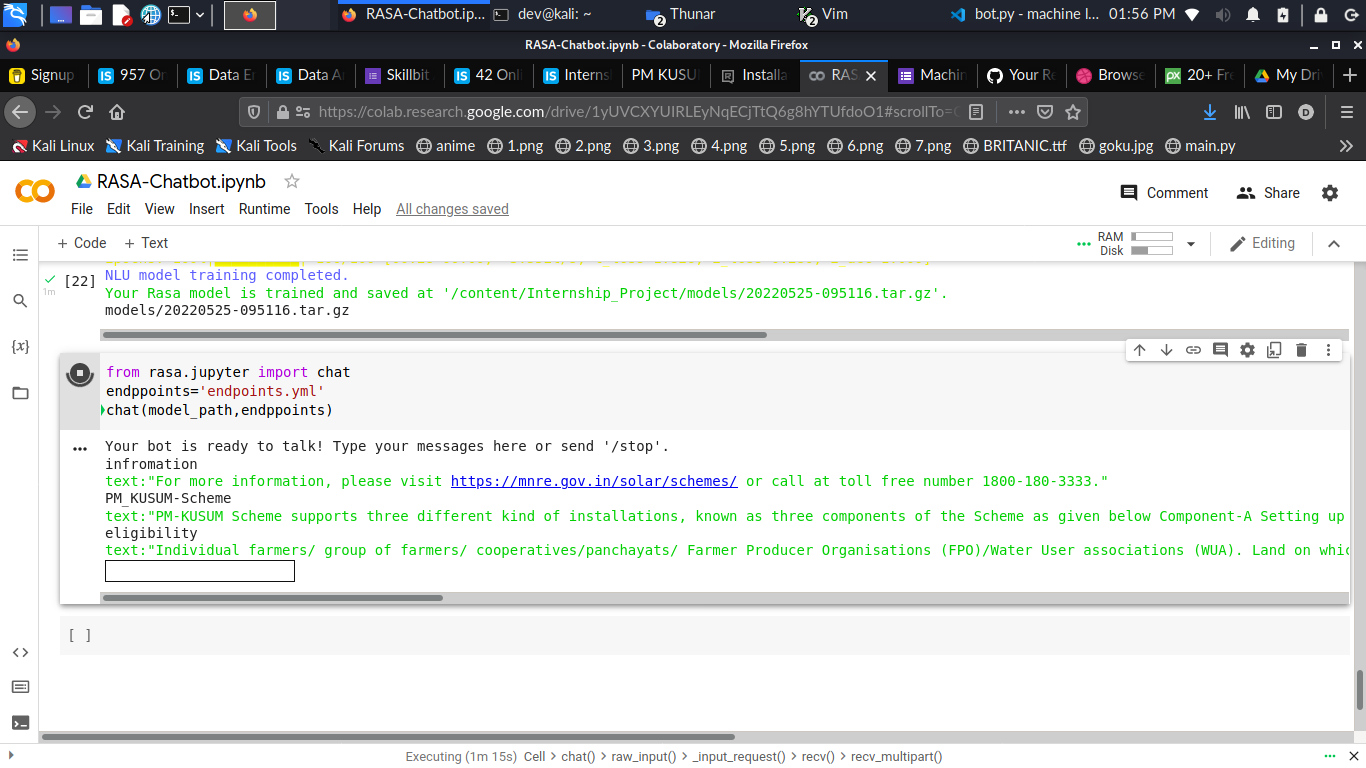 RASA-Chatbot.ip...
dev@kali: ~
2 Thunar
2 Vim
bot.py - machine l...
01:56 PM
RASA-Chatbot.ipynb - Colaboratory - Mozilla Firefox
Signup
IS 957 On
IS Data En
IS Data An
Skillbit
IS 42 Onli
IS Interns
PM KUSU
Installa
RAS
Machin
Your Re
Browse
px 20+ Fre
My Driv
https://colab.research.google.com/drive/1yUVCXYUIRLEyNqECjTtQ6g8hYTUfdoO1#scrollTo=
D
Kali Linux
Kali Training
Kali Tools
Kali Forums
anime
1.png
2.png
3.png
4.png
5.png
6.png
7.png
BRITANIC.ttf
goku.jpg
main.py
RASA-Chatbot.ipynb
File Edit View Insert Runtime Tools Help All changes saved
Comment
Share
+ Code + Text
RAM
Disk
Editing
[22] NLU model training completed.
1m
Your Rasa model is trained and saved at '/content/Internship_Project/models/20220525-095116.tar.gz'.
models/20220525-095116.tar.gz
from rasa.jupyter import chat
endppoints='endpoints.yml'
chat(model_path,endppoints)
Your bot is ready to talk! Type your messages here or send '/stop'.
infromation
text:"For more information, please visit https://mnre.gov.in/solar/schemes/ or call at toll free number 1800-180-3333."
PM_KUSUM-Scheme
text:"PM-KUSUM Scheme supports three different kind of installations, known as three components of the Scheme as given below Component-A Setting up
eligibility
text:"Individual farmers/ group of farmers/ cooperatives/panchayats/ Farmer Producer Organisations (FPO)/Water User associations (WUA). Land on whic
[ ]
{x}
Executing (1m 15s) Cell > chat() > raw_input() > _input_request() > recv() > recv_multipart()